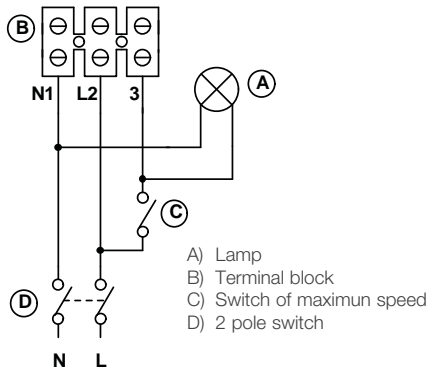 B
N1 L2 3
A
C
A) Lamp
B) Terminal block
C) Switch of maximun speed
D) 2 pole switch
D
N L